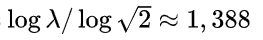 log λ/ log √2 ≈ 1, 388